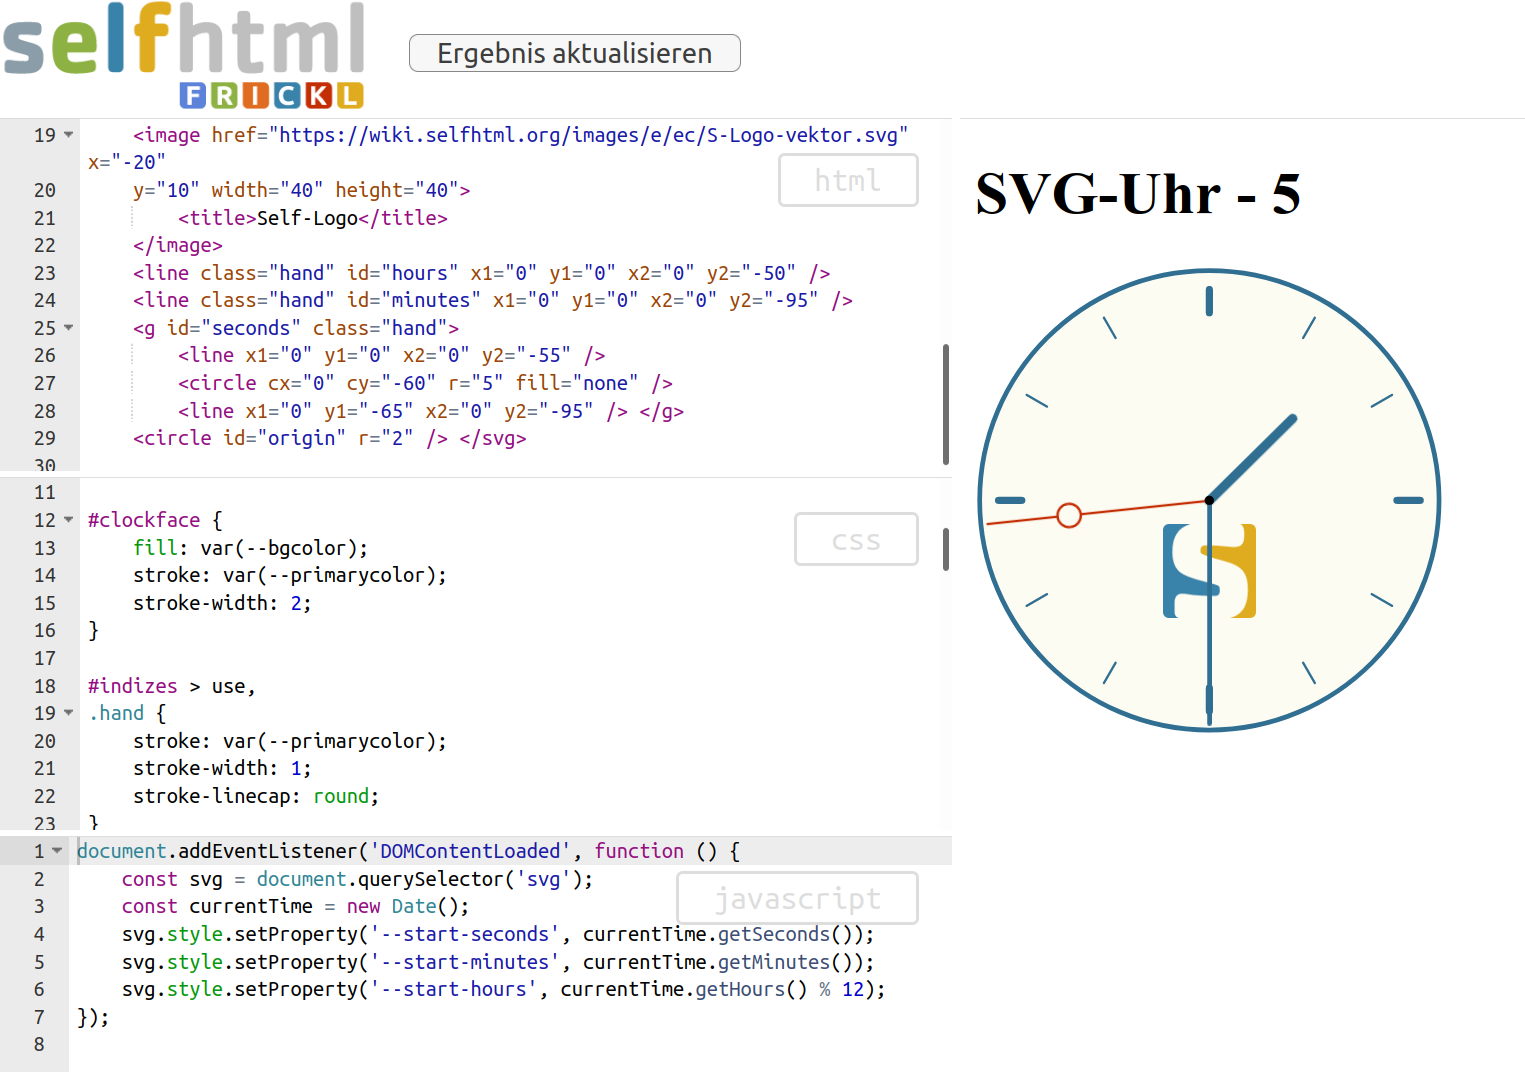 selfhtml
FRICKL
Ergebnis aktualisieren
19 <image href="https://wiki.selfhtml.org/images/e/ec/S-Logo-vektor.svg"
x="-20"
html
20 y="10" width="40" height="40">
21 <title>Self-Logo</title>
22 </image>
23 <line class="hand" id="hours" x1="0" y1="0" x2="0" y2="-50" />
24 <line class="hand" id="minutes" x1="0" y1="0" x2="0" y2="-95" />
25 <g id="seconds" class="hand">
26 <line x1="0" y1="0" x2="0" y2="-55" />
27 <circle cx="0" cy="-60" r="5" fill="none" />
28 <line x1="0" y1="-65" x2="0" y2="-95" /> </g>
29 <circle id="origin" r="2" /> </svg>
30
11
12 #clockface {
css
13 fill: var(--bgcolor);
14 stroke: var(--primarycolor);
15 stroke-width: 2;
16 }
17
18 #indizes > use,
19 .hand {
20 stroke: var(--primarycolor);
21 stroke-width: 1;
22 stroke-linecap: round;
23 }
1 document.addEventListener('DOMContentLoaded', function () {
2 const svg = document.querySelector('svg');
javascript
3 const currentTime = new Date();
4 svg.style.setProperty('--start-seconds', currentTime.getSeconds());
5 svg.style.setProperty('--start-minutes', currentTime.getMinutes());
6 svg.style.setProperty('--start-hours', currentTime.getHours() % 12);
7 });
8
SVG-Uhr - 5
S